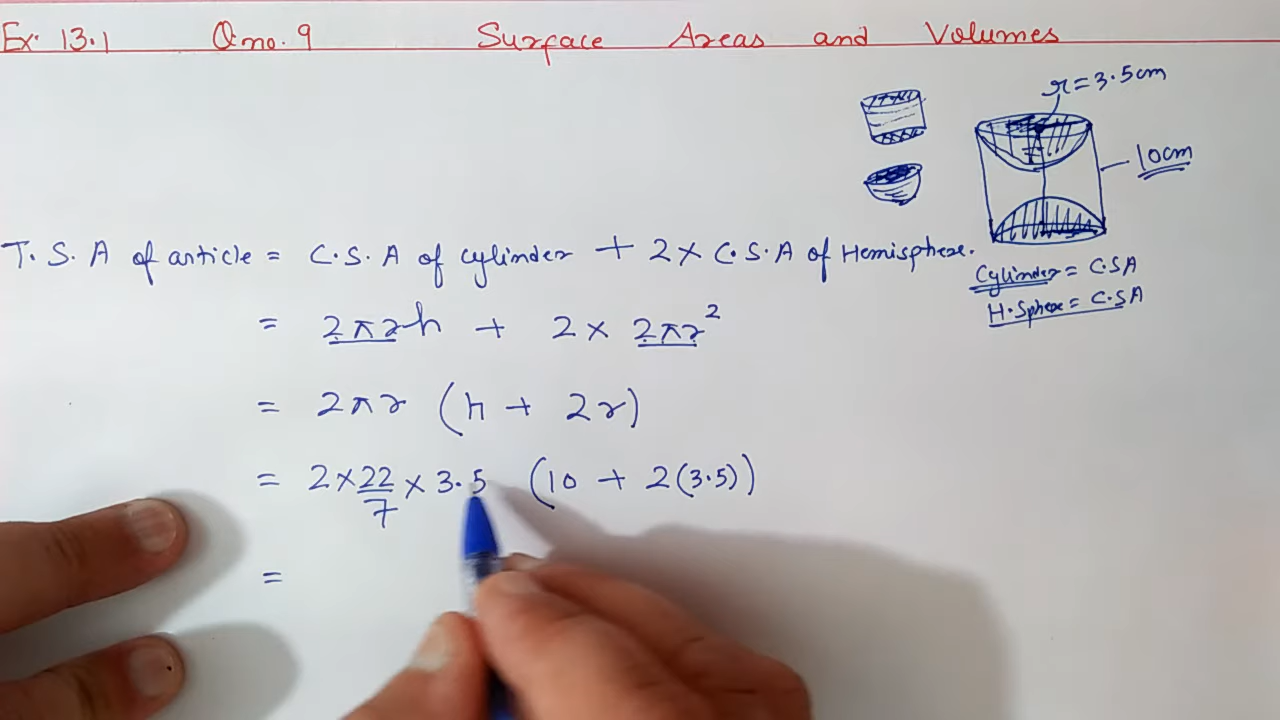 Ex. 13.1 Q.no. 9 Surface Areas and Volumes
r = 3.5cm
10cm
T.S.A of article = C.S.A of cylinder + 2 × C.S.A of Hemisphere.
Cylinder = C.S.A
H.Sphere = C.S.A
= 2πrh + 2 × 2πr²
= 2πr (h + 2r)
= 2 × 22/7 × 3.5 (10 + 2(3.5))
=